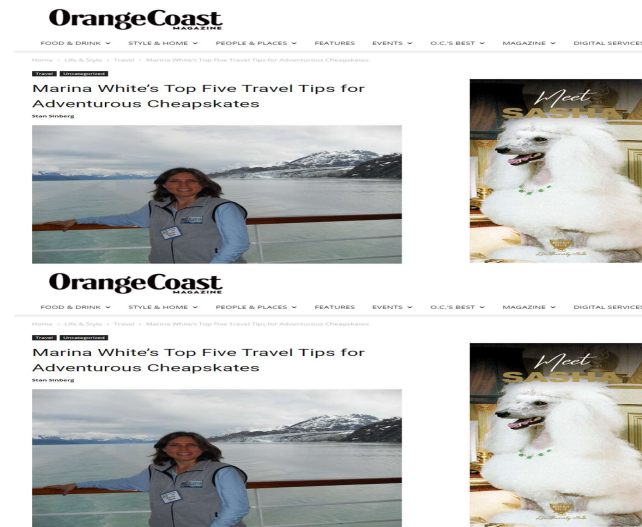 OrangeCoast
MAGAZINE
FOOD & DRINK STYLE & HOME PEOPLE & PLACES FEATURES EVENTS O.C.'S BEST MAGAZINE DIGITAL SERVICES
Home Life & Style Travel Marina White's Top Five Travel Tips for Adventurous Cheapskates
Travel Uncategorized
Marina White's Top Five Travel Tips for
Adventurous Cheapskates
Stan Sinberg
Meet
SASHA
OrangeCoast
MAGAZINE
FOOD & DRINK STYLE & HOME PEOPLE & PLACES FEATURES EVENTS O.C.'S BEST MAGAZINE DIGITAL SERVICES
Home Life & Style Travel Marina White's Top Five Travel Tips for Adventurous Cheapskates
Travel Uncategorized
Marina White's Top Five Travel Tips for
Adventurous Cheapskates
Stan Sinberg
Meet
SASHA